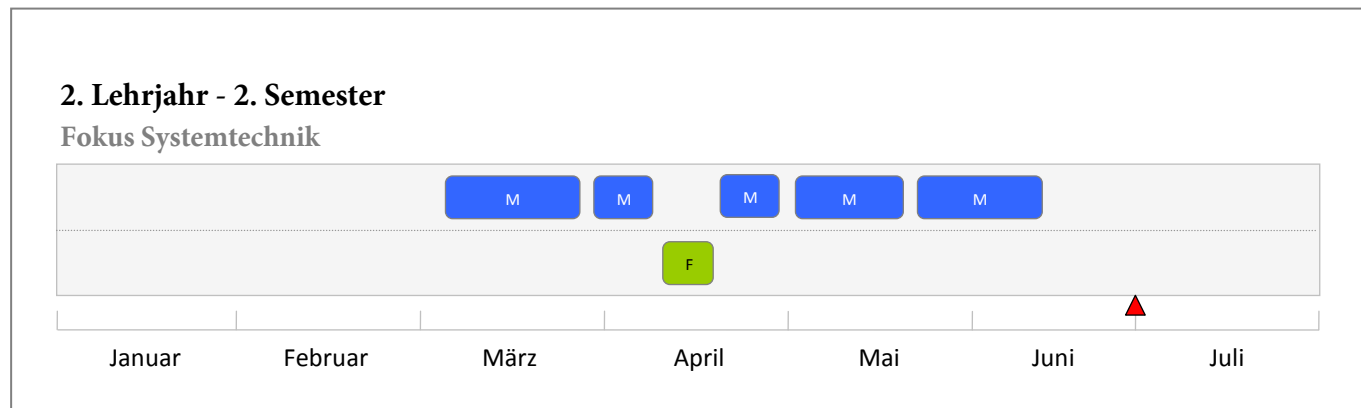 2. Lehrjahr - 2. Semester
Fokus Systemtechnik
M M M M M
F
Januar Februar März April Mai Juni Juli